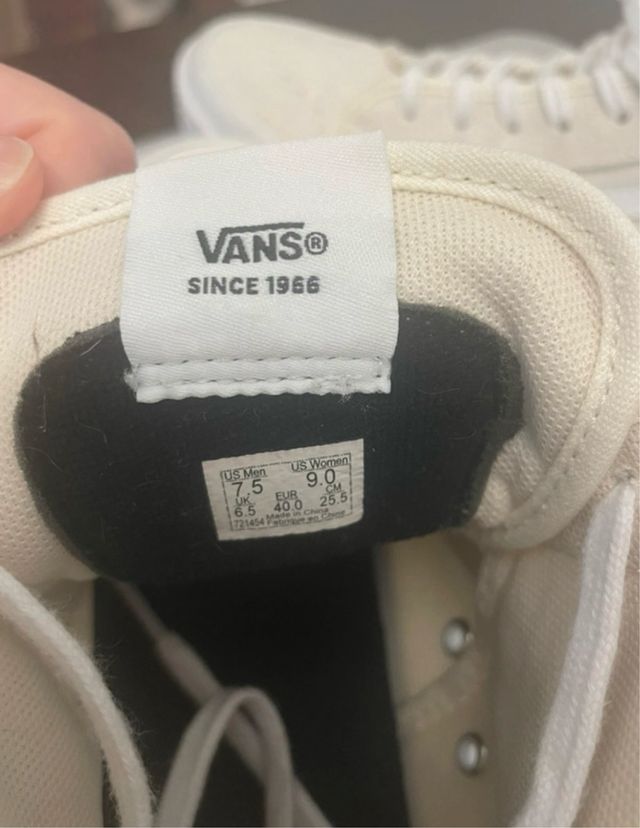 VANS®
SINCE 1966
US Men US Women
7.5 9.0
UK EUR CM
6.5 40.0 25.5
Made in China
721454 Fabrique en Chine